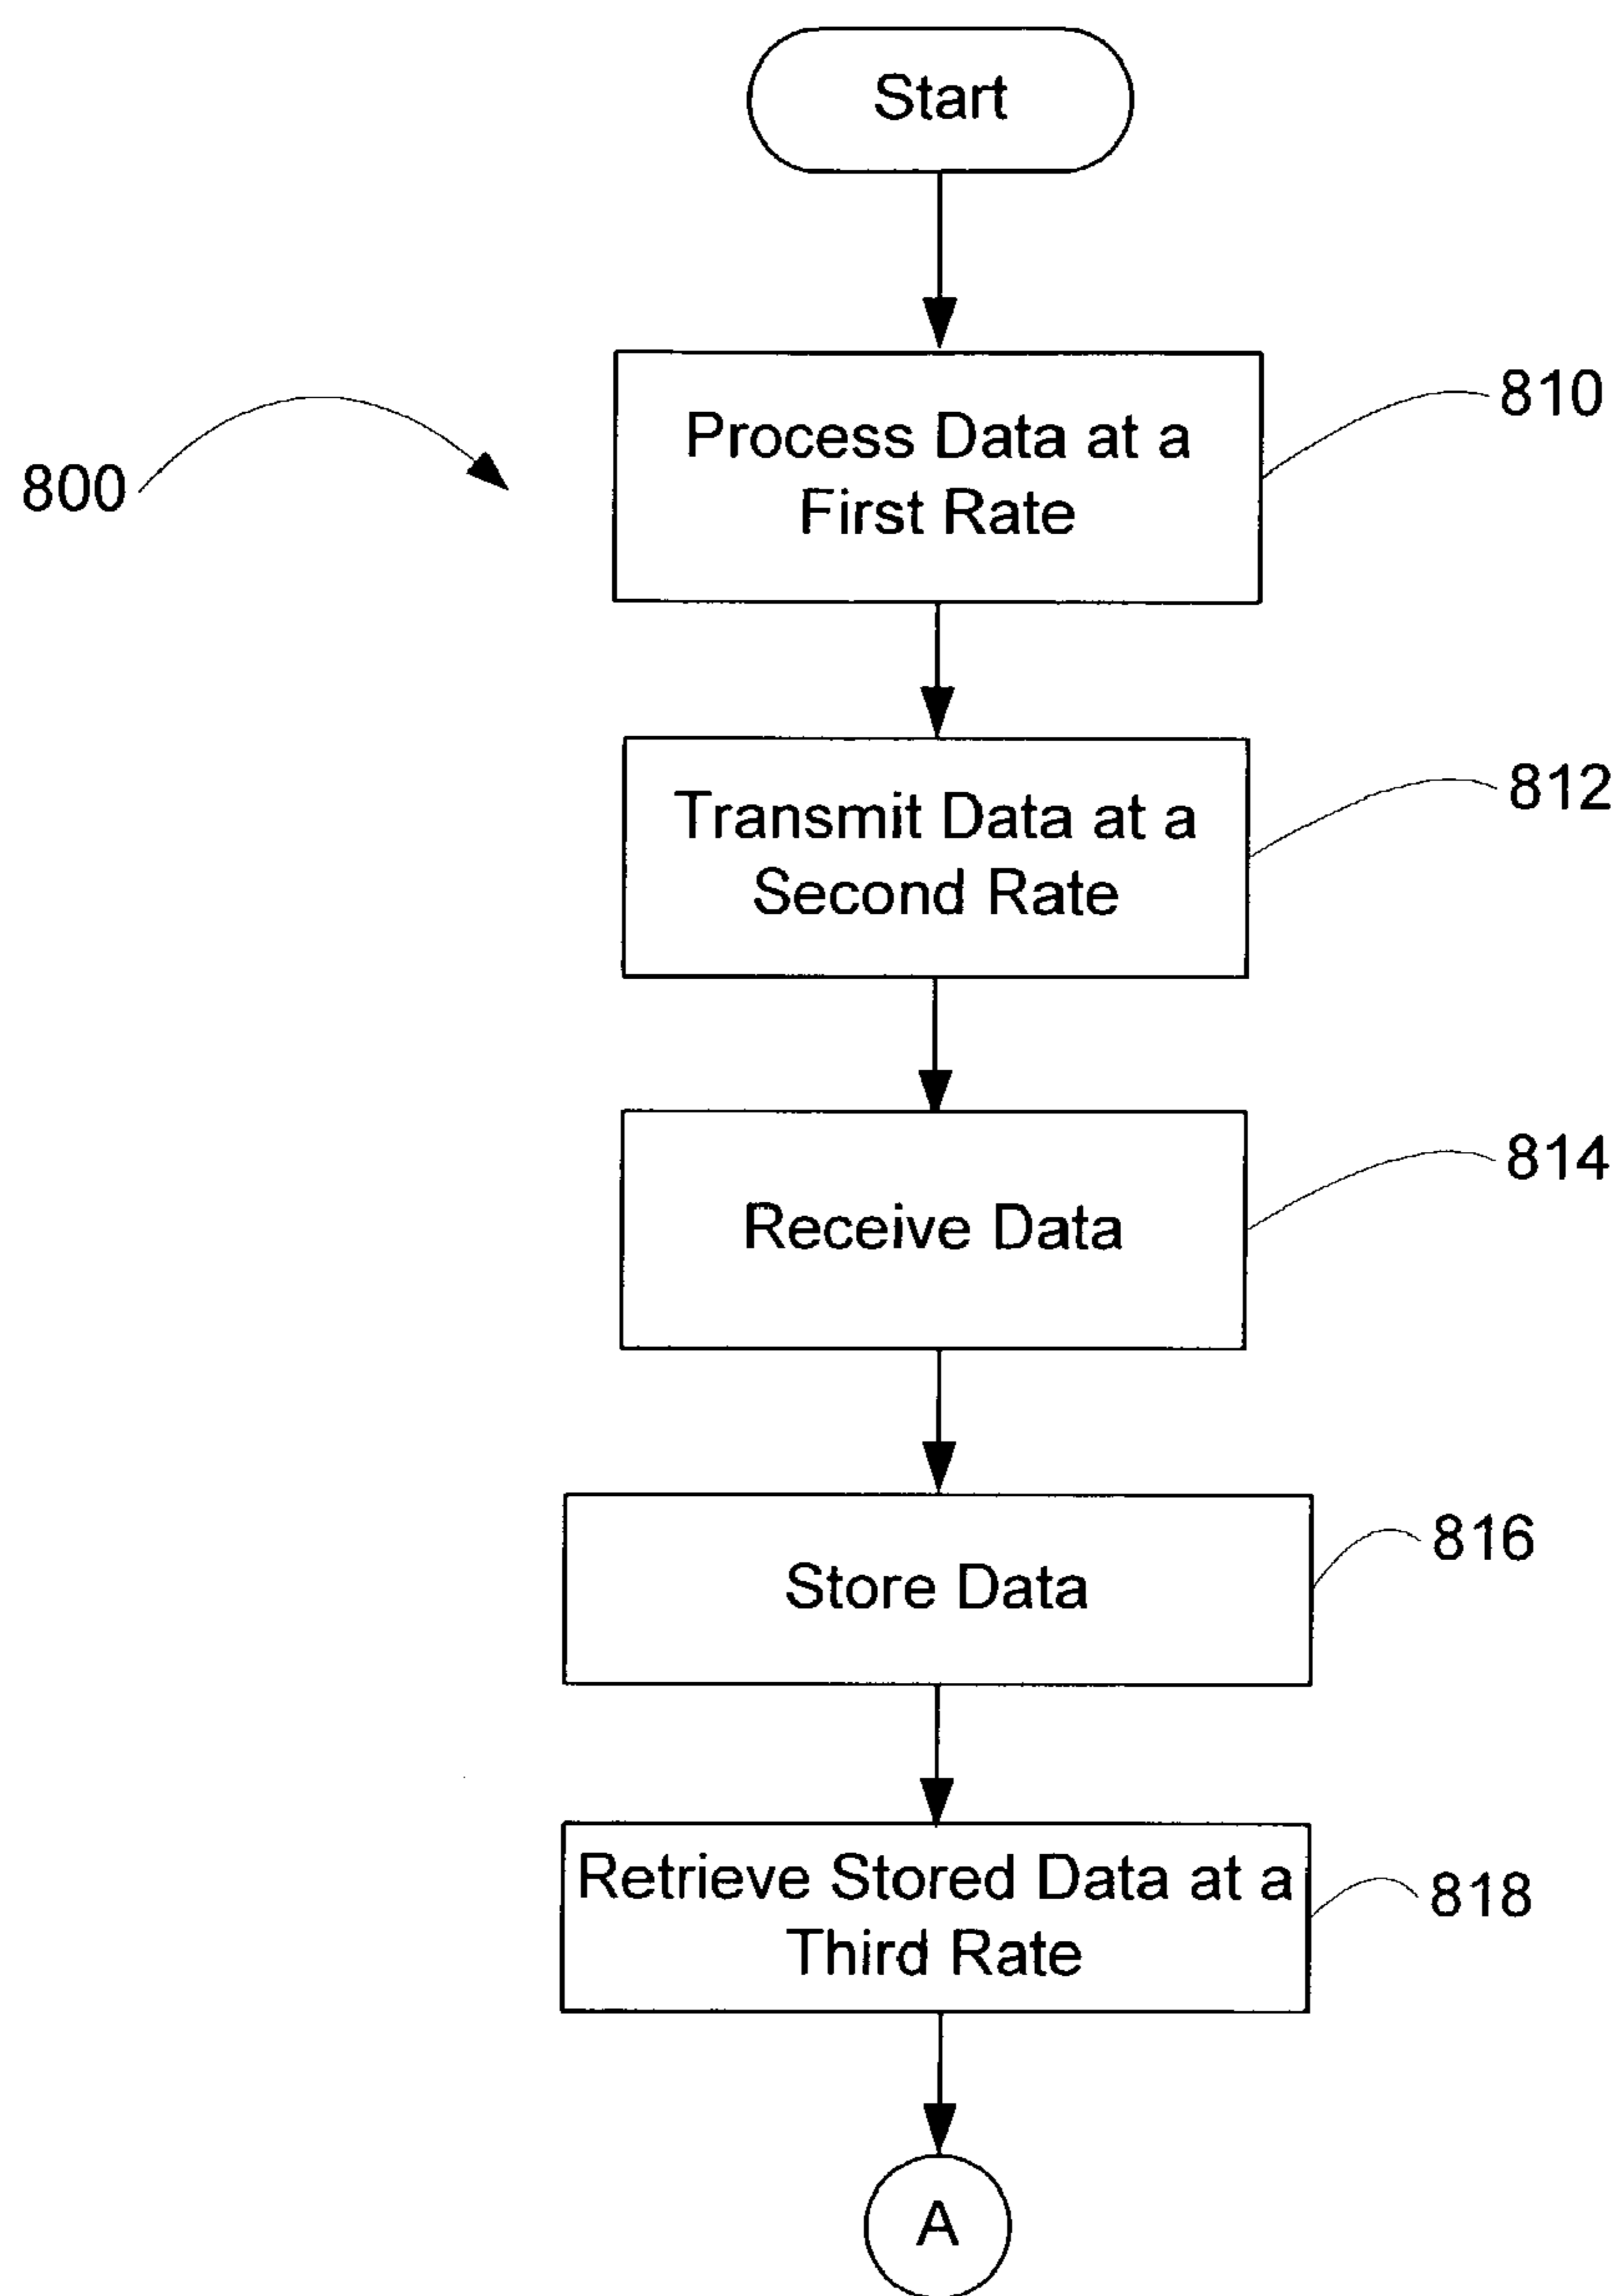 Start
810
Process Data at a
First Rate
800
812
Transmit Data at a
Second Rate
814
Receive Data
816
Store Data
Retrieve Stored Data at a
818
Third Rate
A